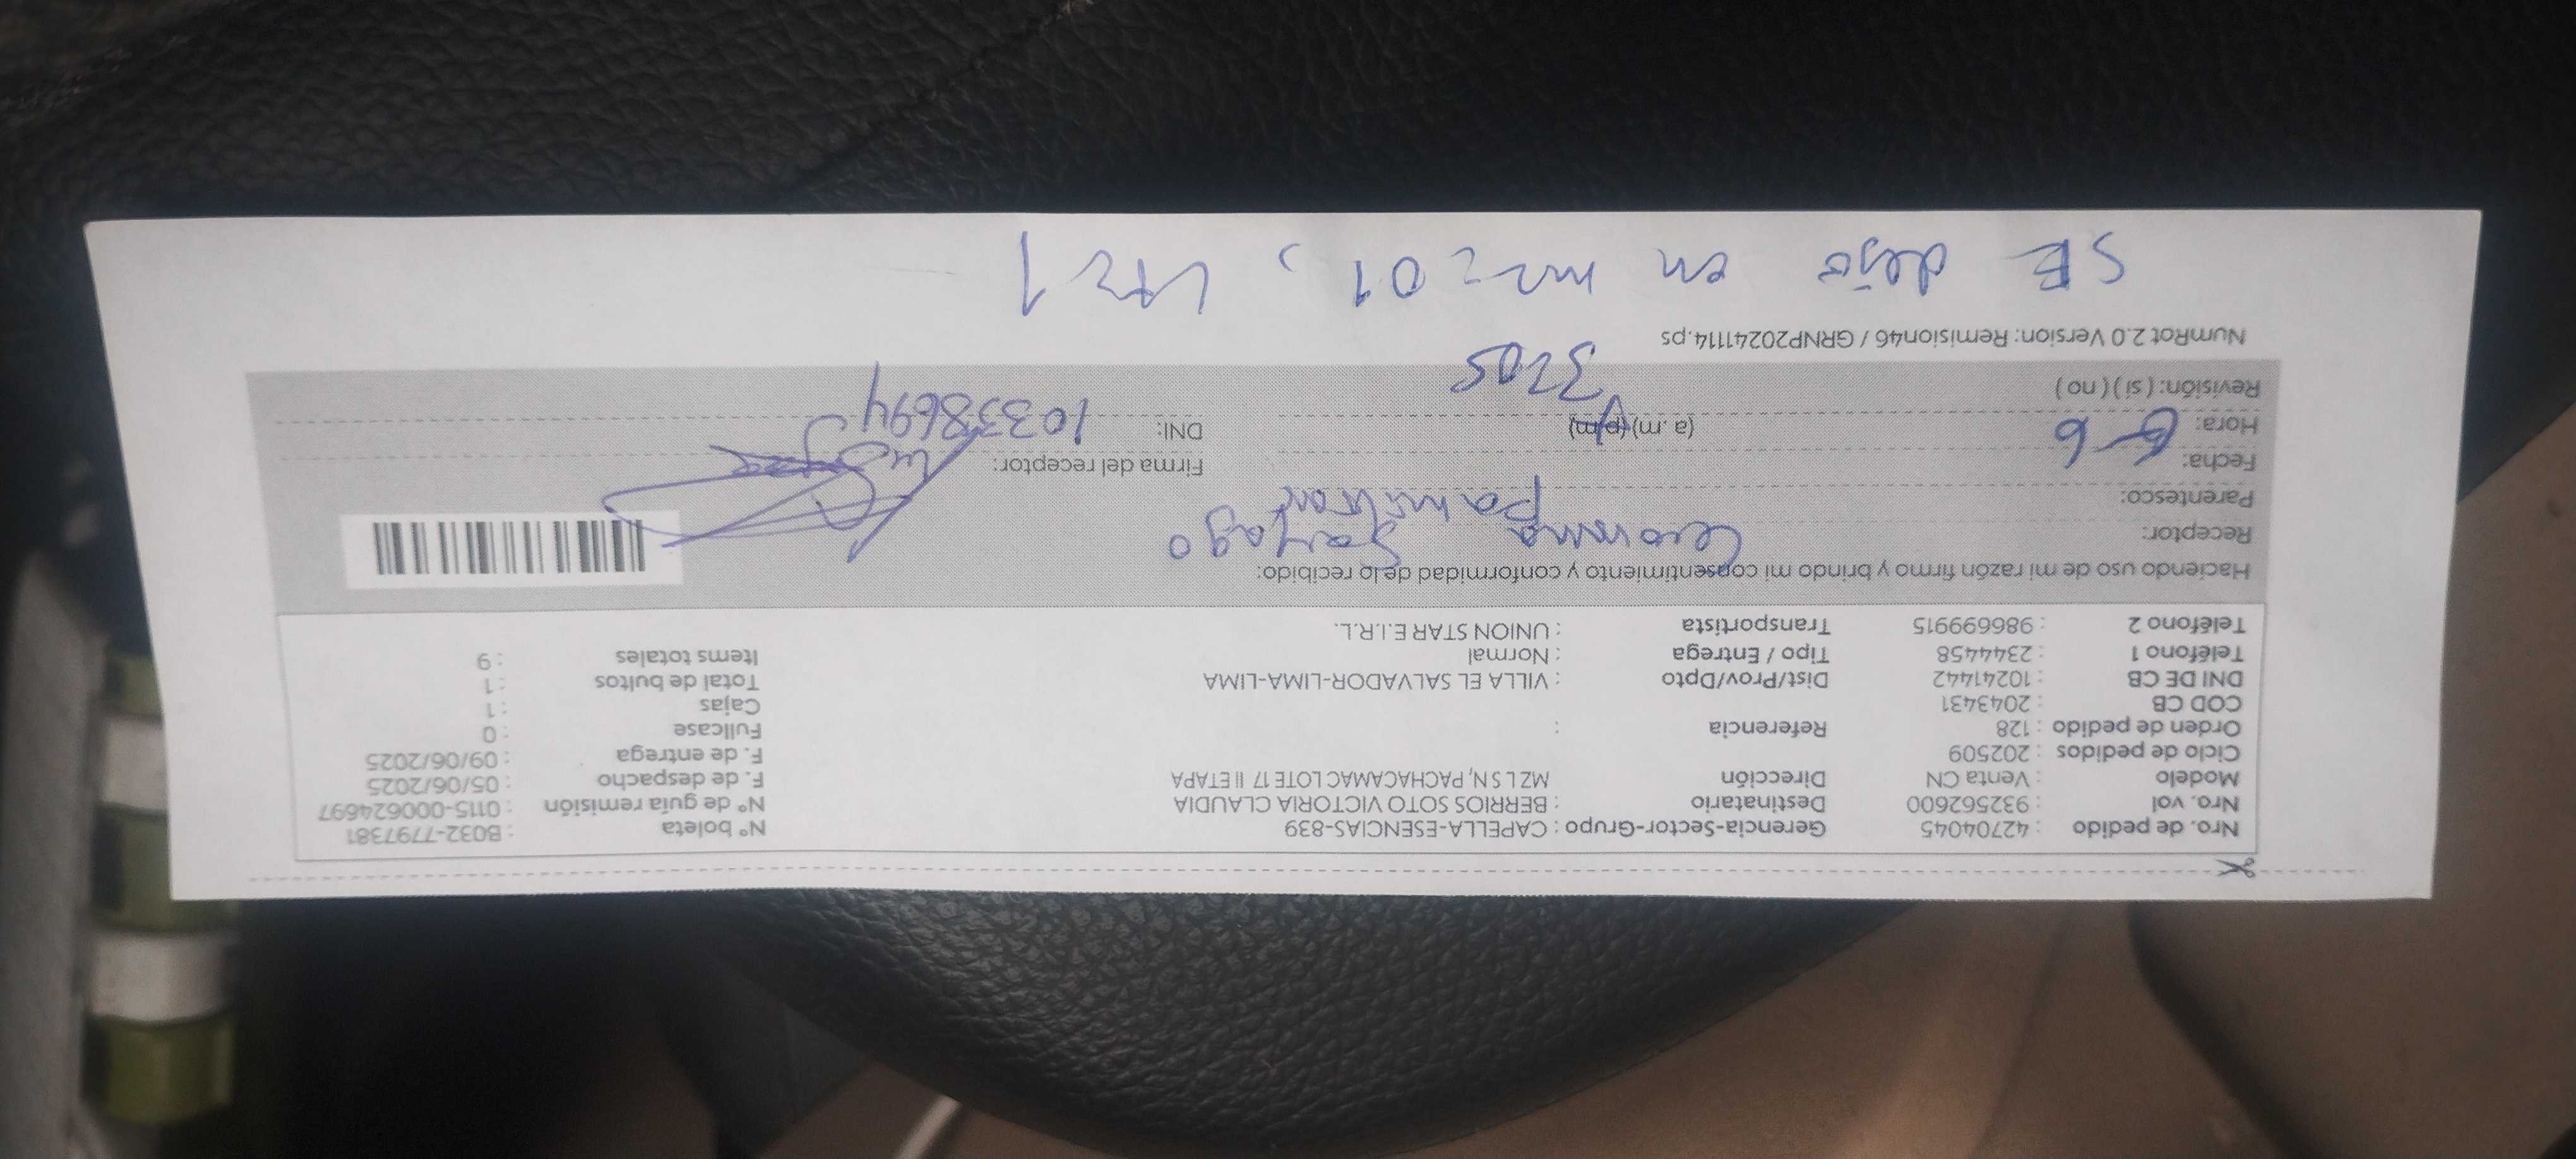 Nro. de pedido : 42704045 Gerencia-Sector-Grupo : CAPELLA-ESENCIAS-839 N° boleta : B032-7797381
Nro. vol : 932562600 Destinatario : BERRIOS SOTO VICTORIA CLAUDIA N° de guía remisión : 0115-000624697
Modelo : Venta CN Dirección MZ L S N, PACHACAMAC LOTE 17 II ETAPA F. de despacho : 05/06/2025
Ciclo de pedidos : 202509 F. de entrega : 09/06/2025
Orden de pedido : 128 Referencia : Fullcase : 0
COD CB : 2043431 Cajas : 1
DNI DE CB : 10241442 Dist/Prov/Dpto : VILLA EL SALVADOR-LIMA-LIMA Total de bultos : 1
Teléfono 1 : 2344458 Tipo / Entrega : Normal Items totales : 9
Teléfono 2 : 986699915 Transportista : UNION STAR E.I.R.L.
Haciendo uso de mi razón firmo y brindo mi consentimiento y conformidad de lo recibido:
Receptor: Sayago
Parentesco:
Fecha: Firma del receptor:
Hora: (a. m) (p. m) DNI: 10338694
Revisión: ( si ) ( no ) 3205
NumRot 2.0 Version: Remision46 / GRNP20241114.ps
SE dejo en mz = 01, Lt 21